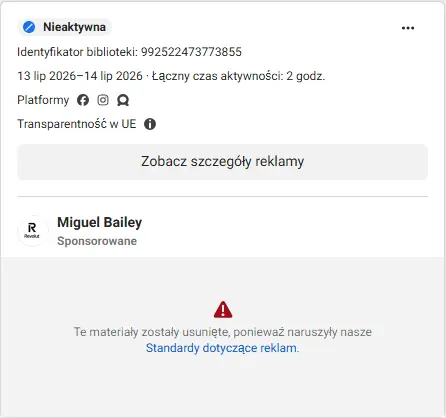 Nieaktywna
Identyfikator biblioteki: 992522473773855
13 lip 2026–14 lip 2026 · Łączny czas aktywności: 2 godz.
Platformy
Transparentność w UE
Zobacz szczegóły reklamy
R
Revolut
Miguel Bailey
Sponsorowane
Te materiały zostały usunięte, ponieważ naruszyły nasze
Standardy dotyczące reklam.